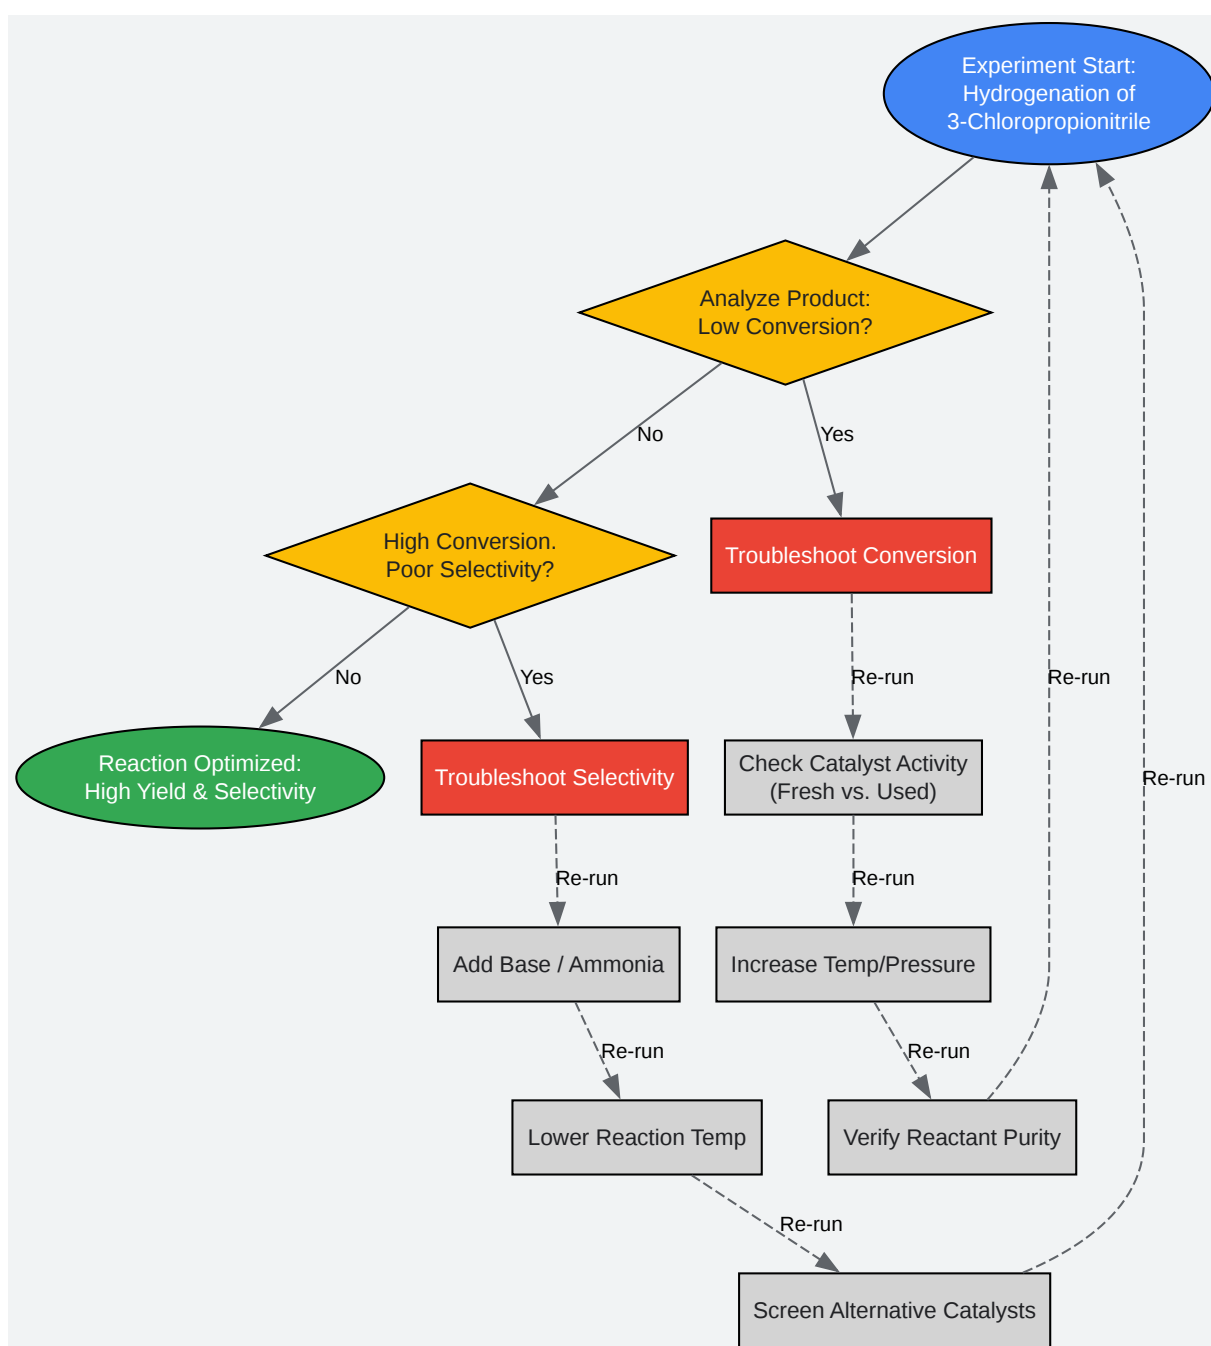 Experiment Start:
Hydrogenation of
3-Chloropropionitrile
Analyze Product:
Low Conversion?
No
Yes
High Conversion.
Poor Selectivity?
Troubleshoot Conversion
No
Yes
Re-run
Re-run
Reaction Optimized:
High Yield & Selectivity
Troubleshoot Selectivity
Check Catalyst Activity
(Fresh vs. Used)
Re-run
Re-run
Re-run
Add Base / Ammonia
Increase Temp/Pressure
Re-run
Re-run
Lower Reaction Temp
Verify Reactant Purity
Re-run
Screen Alternative Catalysts